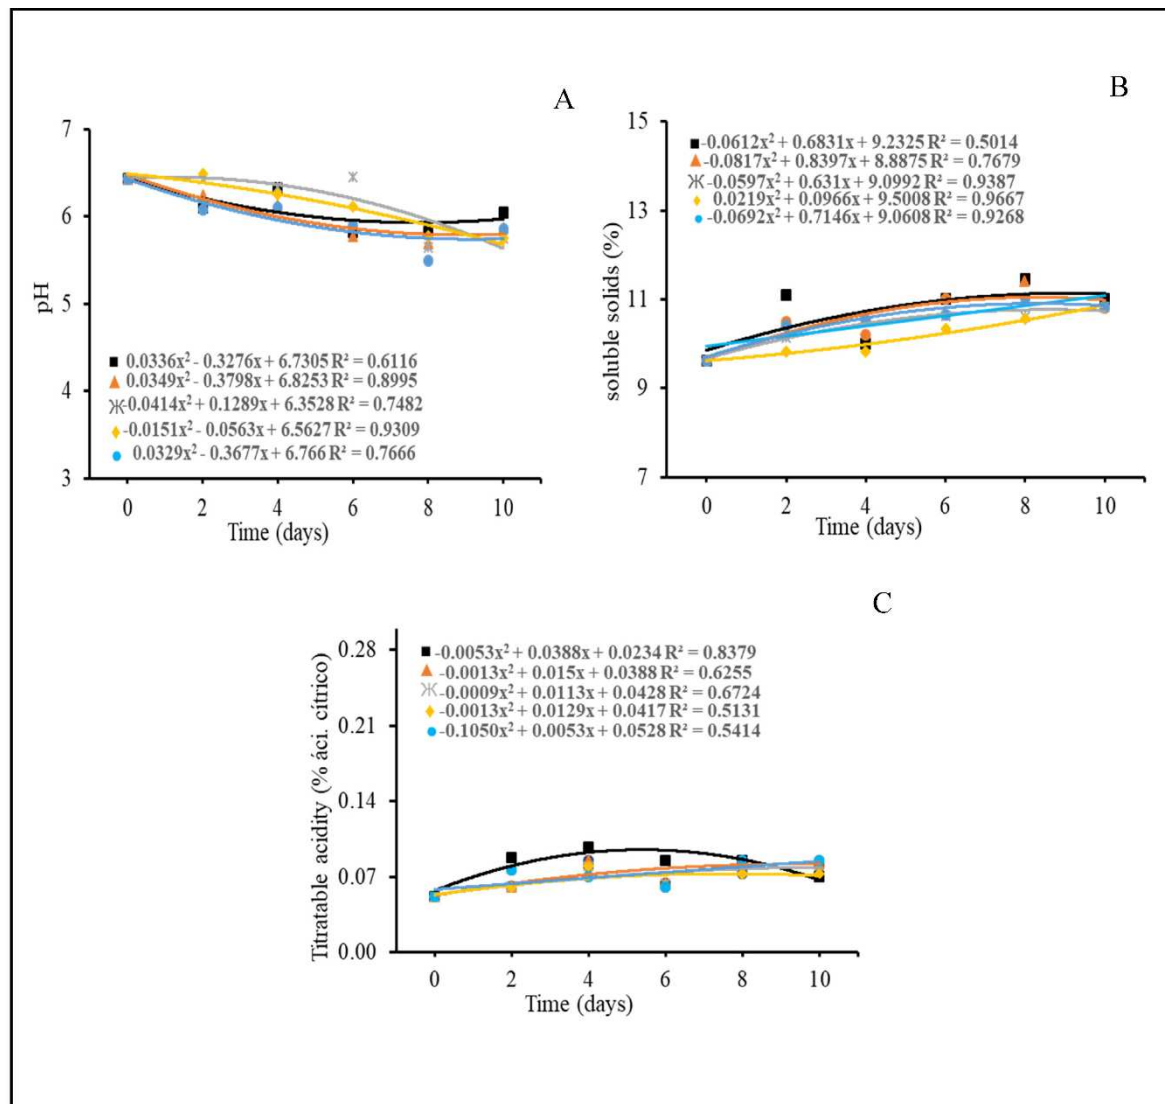 A
7
6
5
4
3
pH
0.0336x² - 0.3276x + 6.7305 R² = 0.6116
0.0349x² - 0.3798x + 6.8253 R² = 0.8995
-0.0414x² + 0.1289x + 6.3528 R² = 0.7482
-0.0151x² - 0.0563x + 6.5627 R² = 0.9309
0.0329x² - 0.3677x + 6.766 R² = 0.7666
0 2 4 6 8 10
Time (days)
B
15
13
11
9
7
soluble solids (%)
-0.0612x² + 0.6831x + 9.2325 R² = 0.5014
-0.0817x² + 0.8397x + 8.8875 R² = 0.7679
-0.0597x² + 0.631x + 9.0992 R² = 0.9387
0.0219x² + 0.0966x + 9.5008 R² = 0.9667
-0.0692x² + 0.7146x + 9.0608 R² = 0.9268
0 2 4 6 8 10
Time (days)
C
0.28
0.21
0.14
0.07
0.00
Titratable acidity (% áci. cítrico)
-0.0053x² + 0.0388x + 0.0234 R² = 0.8379
-0.0013x² + 0.015x + 0.0388 R² = 0.6255
-0.0009x² + 0.0113x + 0.0428 R² = 0.6724
-0.0013x² + 0.0129x + 0.0417 R² = 0.5131
-0.1050x² + 0.0053x + 0.0528 R² = 0.5414
0 2 4 6 8 10
Time (days)